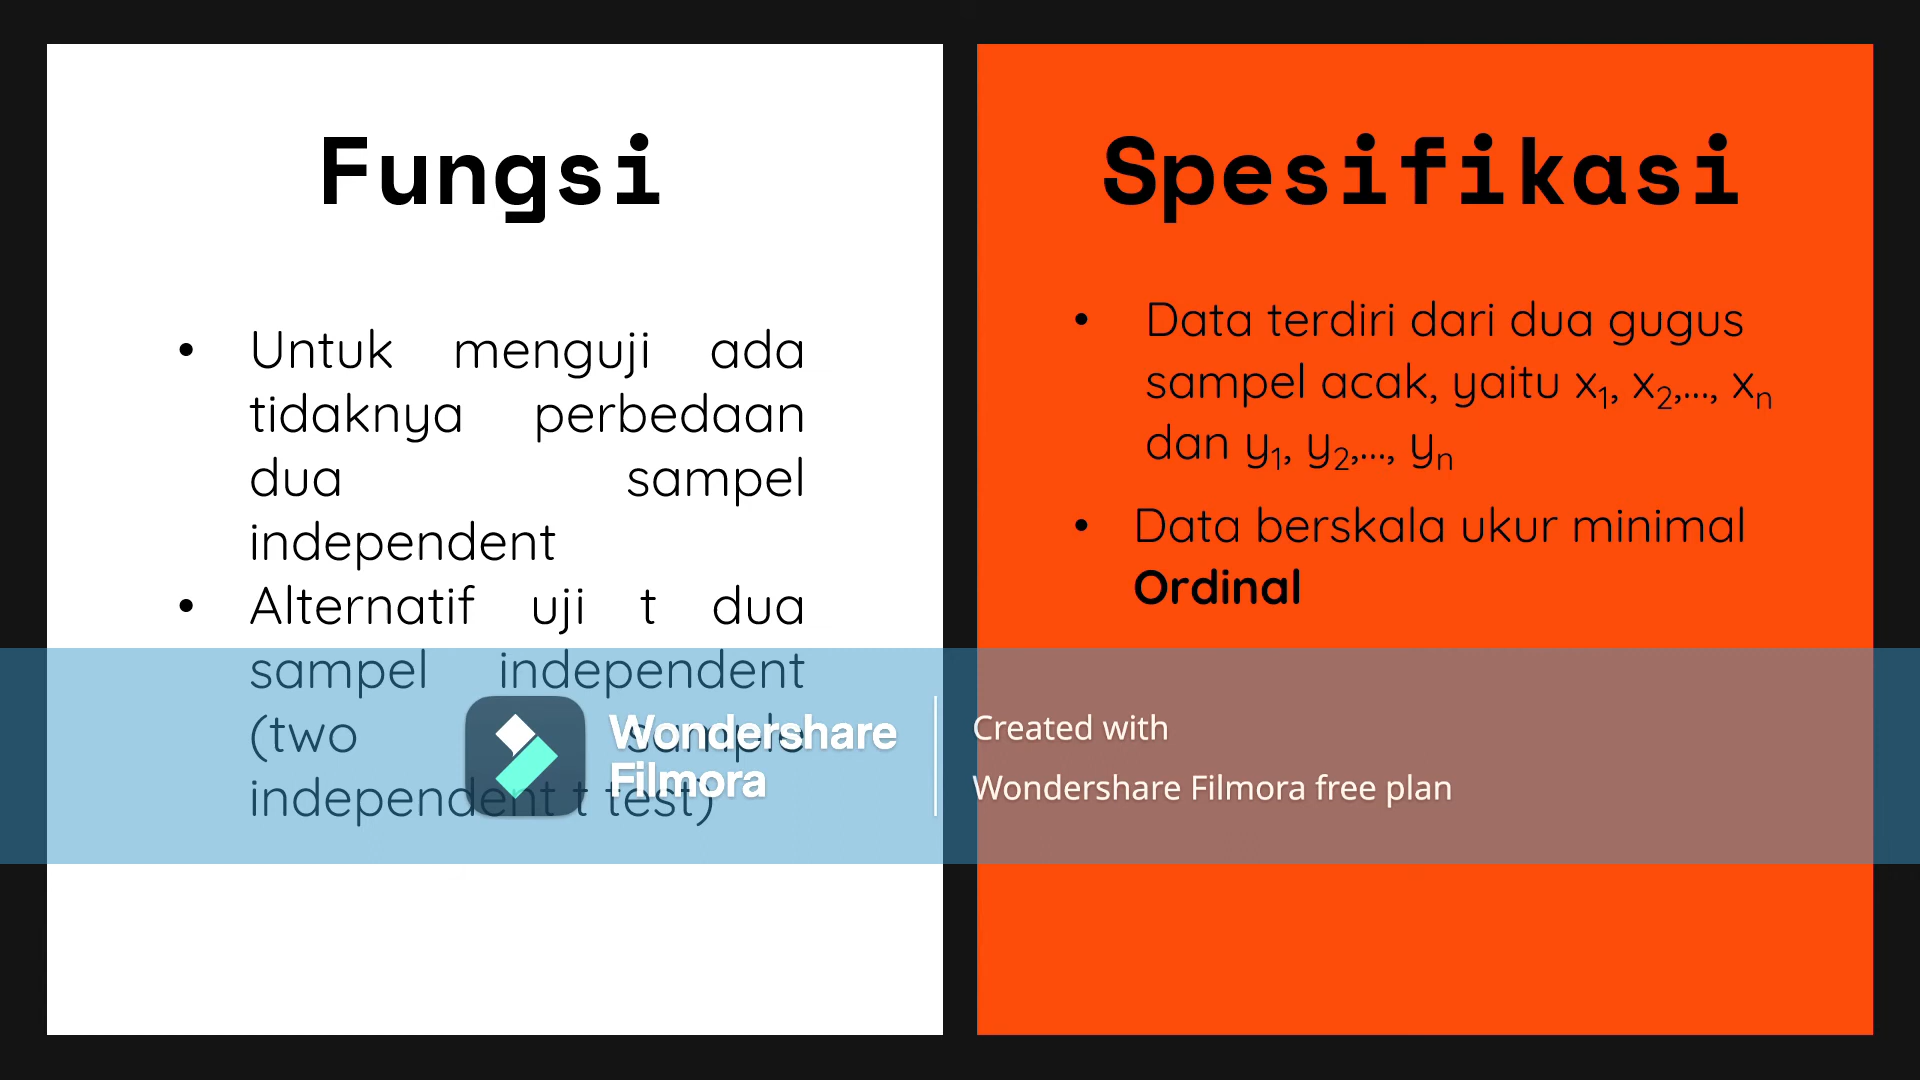 Fungsi
• Untuk menguji ada
tidaknya perbedaan
dua sampel
independent
• Alternatif uji t dua
sampel independent
(two sample
independent t test)
Spesifikasi
• Data terdiri dari dua gugus
sampel acak, yaitu x₁, x₂,..., xₙ
dan y₁, y₂,..., yₙ
• Data berskala ukur minimal
Ordinal
Wondershare
Filmora
Created with
Wondershare Filmora free plan